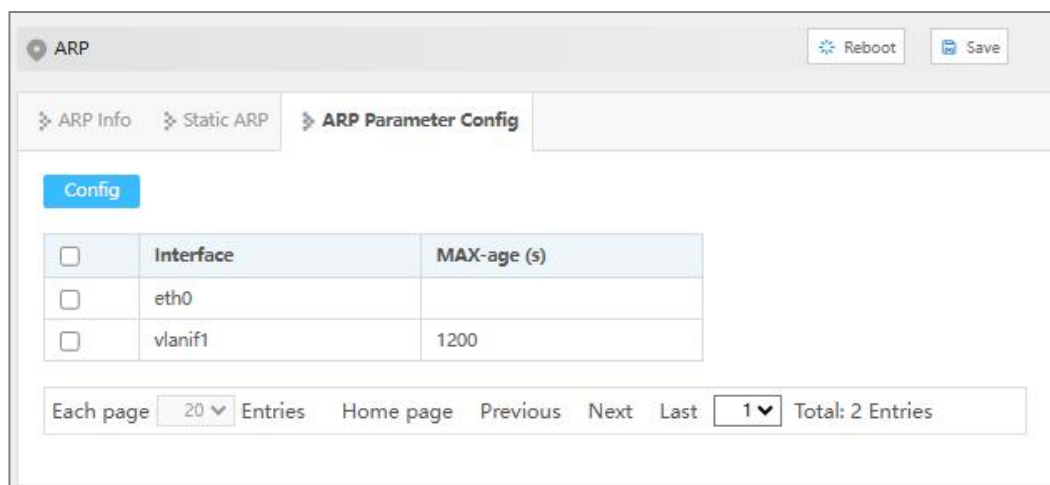 ARP Reboot Save
ARP Info Static ARP ARP Parameter Config
Config
Interface MAX-age (s)
eth0
vlanif1 1200
Each page 20 Entries Home page Previous Next Last 1 Total: 2 Entries